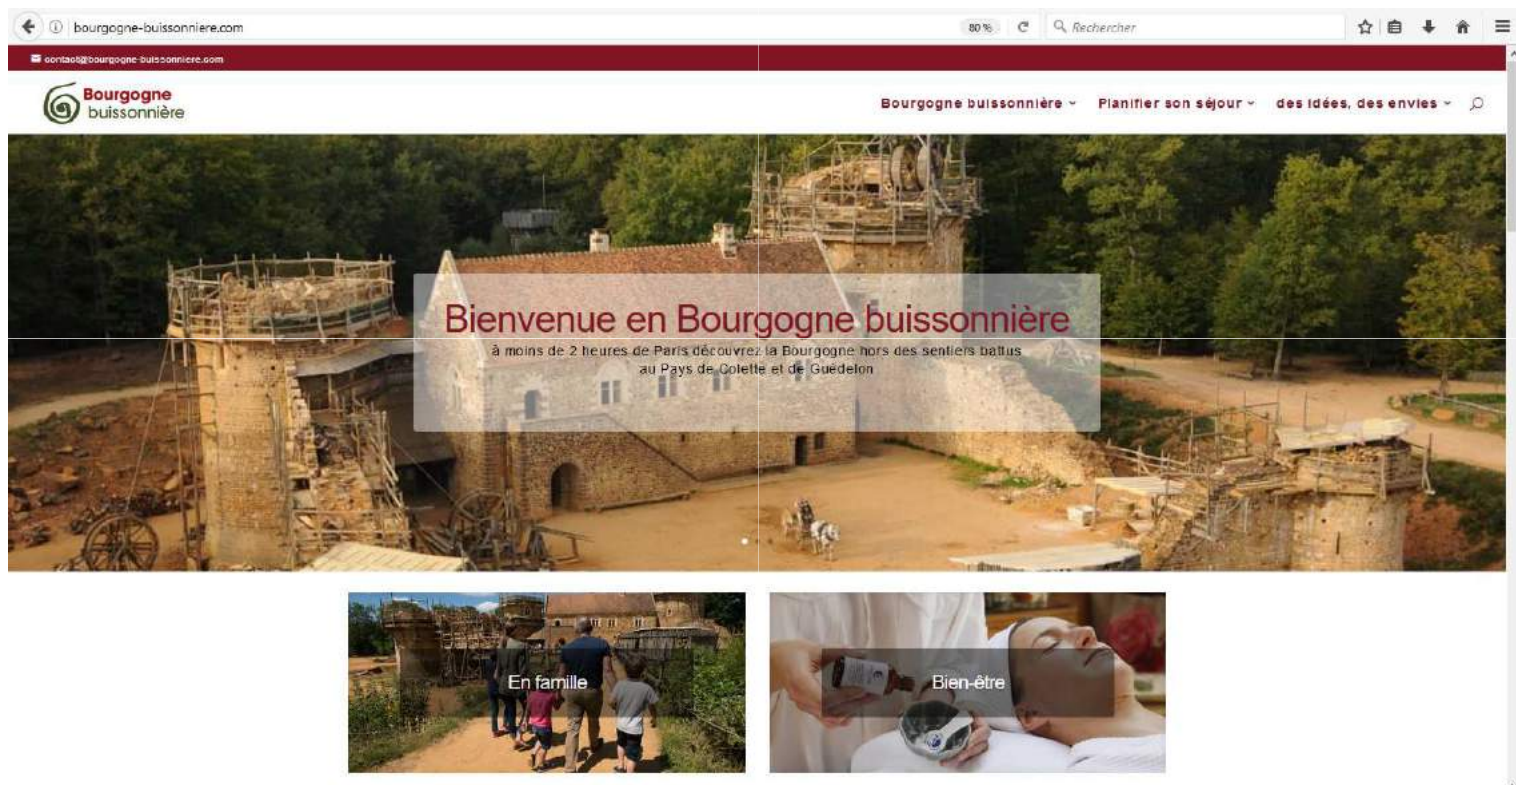 bourgogne-buissonniere.com
80 %
Rechercher
contact@bourgogne-buissonniere.com
Bourgogne
buissonnière
Bourgogne buissonnière
Planifier son séjour
des idées, des envies
Bienvenue en Bourgogne buissonnière
à moins de 2 heures de Paris découvrez la Bourgogne hors des sentiers battus
au Pays de Colette et de Guédelon
En famille
Bien-être